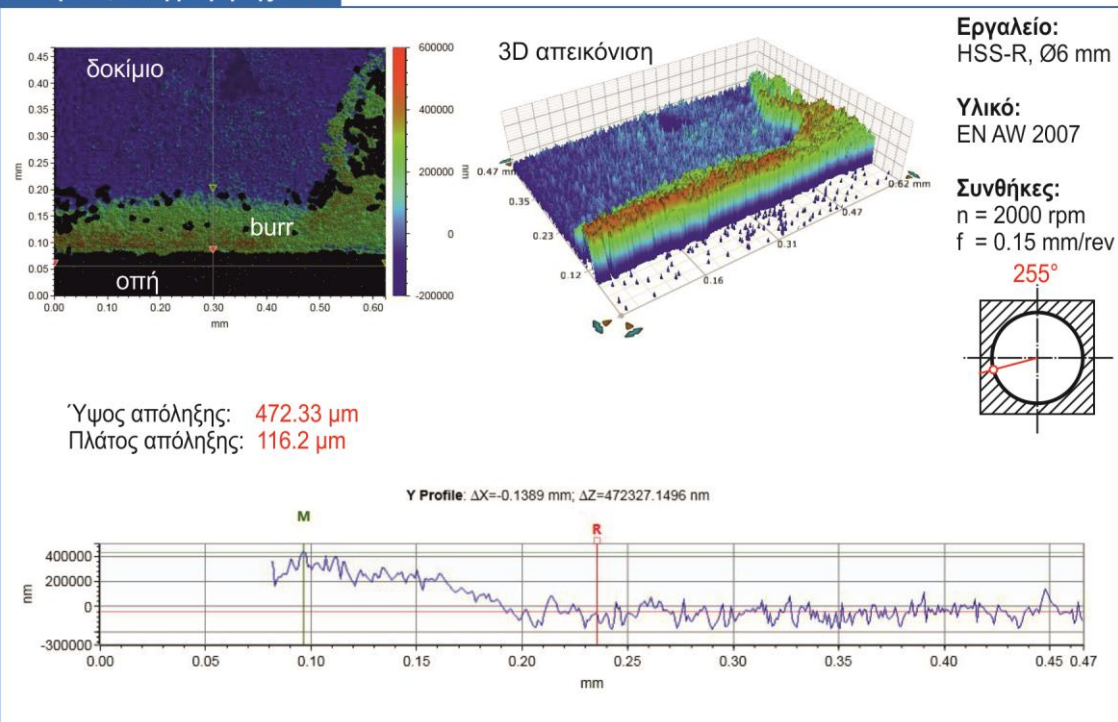 δοκίμιο
burr
οπή
0.45
0.40
0.35
0.30
0.25
0.20
0.15
0.10
0.05
0.00
mm
0.00 0.10 0.20 0.30 0.40 0.50 0.60
mm
600000
400000
200000
0
-200000
nm
3D απεικόνιση
0.47 mm
0.35
0.23
0.12
0.16
0.31
0.47
0.62 mm
Εργαλείο:
HSS-R, Ø6 mm
Υλικό:
EN AW 2007
Συνθήκες:
n = 2000 rpm
f = 0.15 mm/rev
255°
Ύψος απόληξης: 472.33 μm
Πλάτος απόληξης: 116.2 μm
Y Profile: ΔX=-0.1389 mm; ΔZ=472327.1496 nm
M
R
400000
200000
0
-300000
nm
0.00 0.05 0.10 0.15 0.20 0.25 0.30 0.35 0.40 0.45 0.47
mm